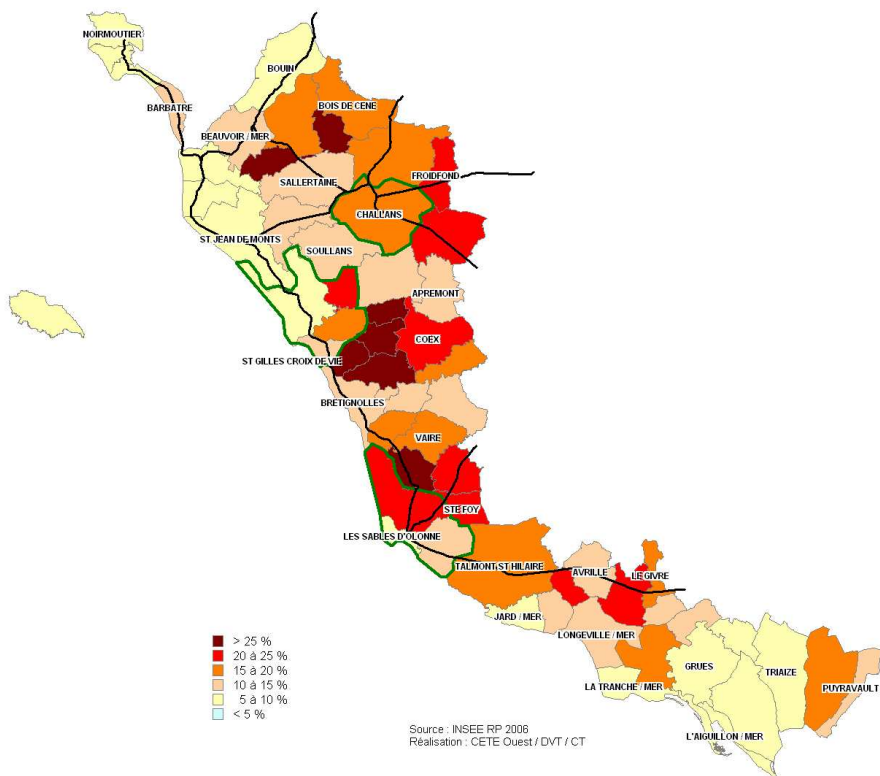 NOIRMOUTIER
BOUIN
BARBATRE
BOIS DE CENE
BEAUVOIR / MER
FROIDFOND
SALLERTAINE
CHALLANS
ST JEAN DE MONTS
SOULLANS
APREMONT
COEX
ST GILLES CROIX DE VIE
BRETIGNOLLES
VAIRE
STE FOY
LES SABLES D'OLONNE
TALMONT ST HILAIRE
AVRILLE
LE GIVRE
JARD / MER
LONGEVILLE / MER
GRUES
TRIAIZE
LA TRANCHE / MER
PUYRAVAULT
L'AIGUILLON / MER
> 25 %
20 à 25 %
15 à 20 %
10 à 15 %
5 à 10 %
< 5 %
Source : INSEE RP 2006
Réalisation : CETE Ouest / DVT / CT